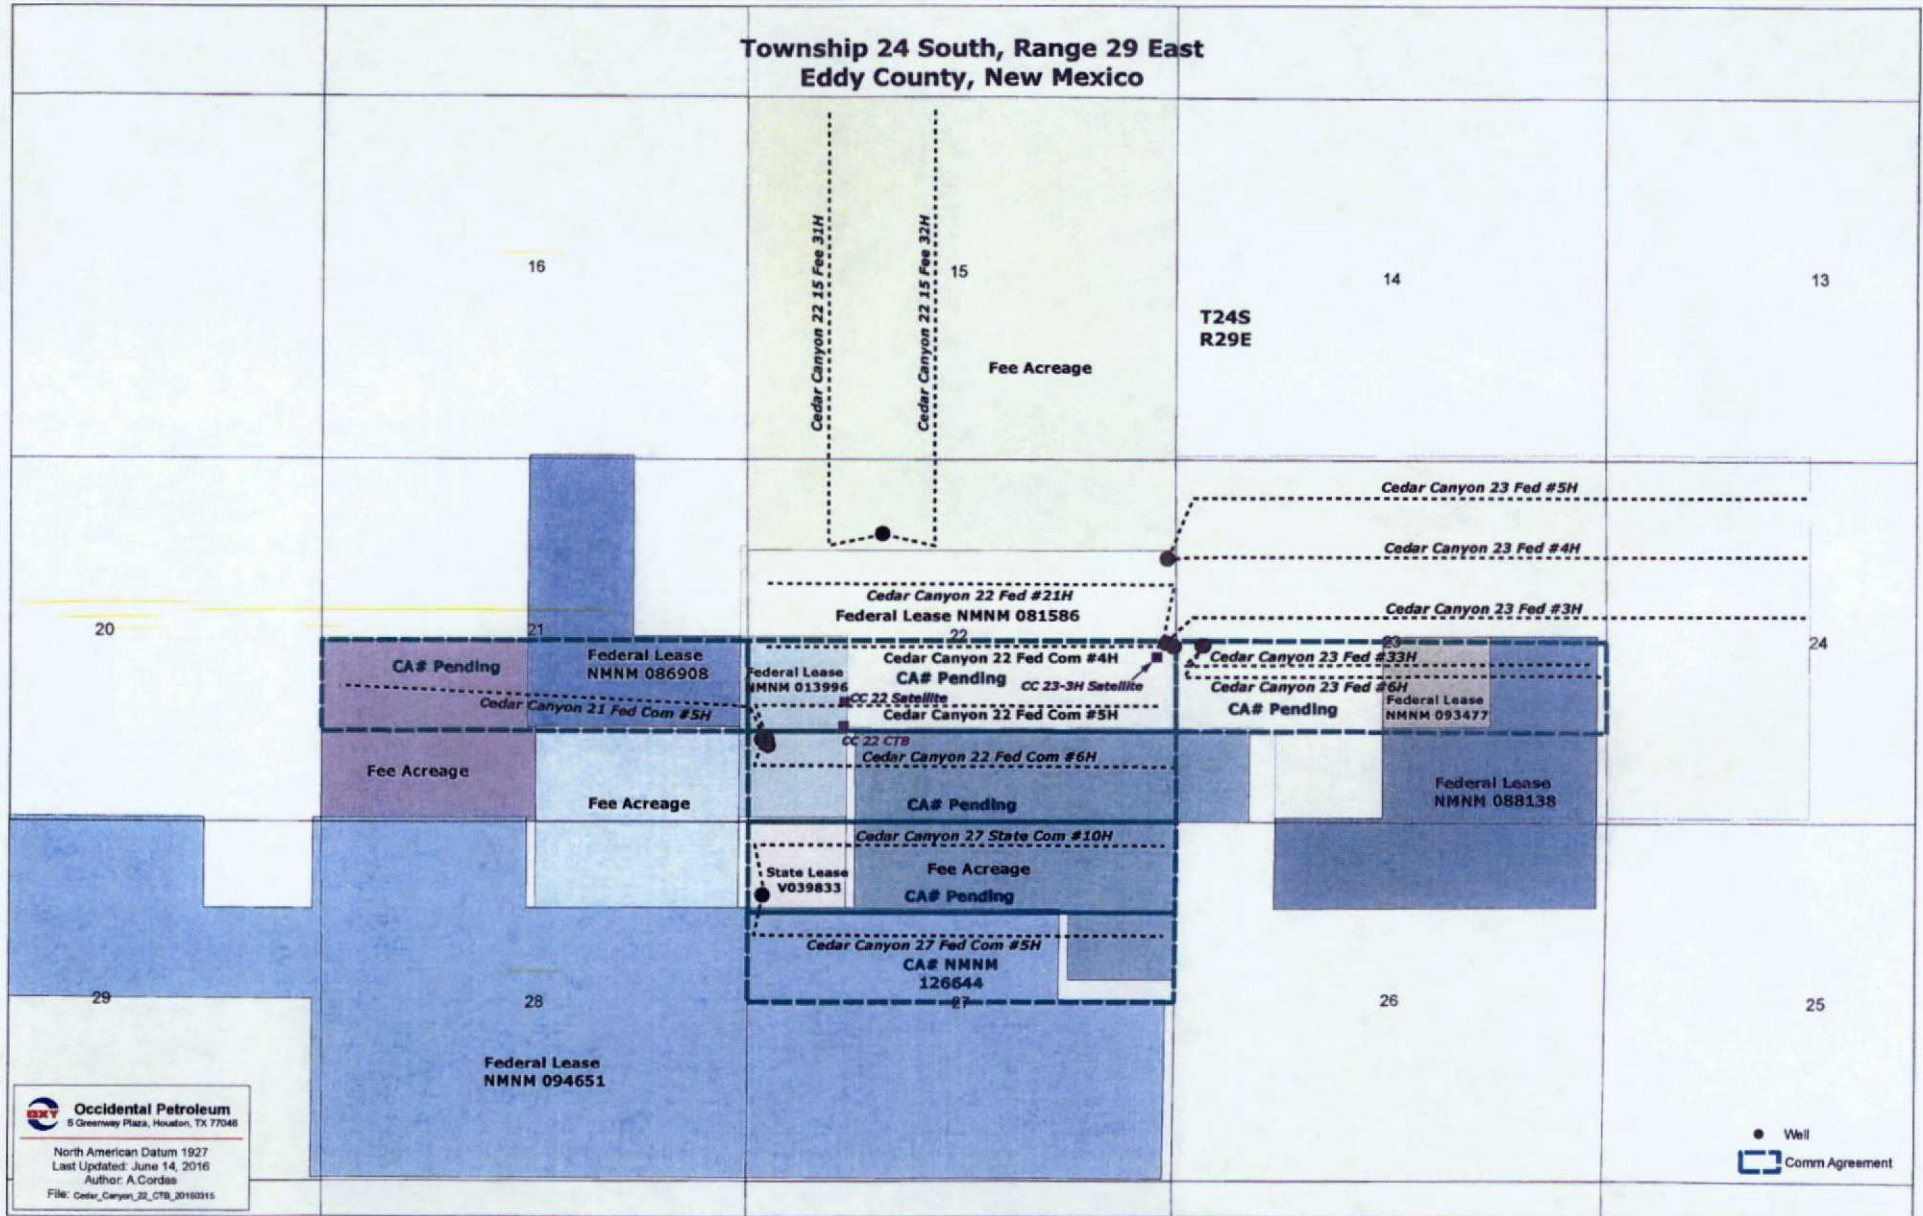 Township 24 South, Range 29 East
Eddy County, New Mexico
Cedar Canyon 22 15 Fee 31H
Cedar Canyon 22 15 Fee 32H
16
15
14
13
T24S
R29E
Fee Acreage
Cedar Canyon 23 Fed #5H
Cedar Canyon 23 Fed #4H
Cedar Canyon 22 Fed #21H
Federal Lease NMNM 081586
Cedar Canyon 23 Fed #3H
20
21
22
23
24
CA# Pending
Federal Lease
NMNM 086908
Federal Lease
NMNM 013996
Cedar Canyon 22 Fed Com #4H
CA# Pending
CC 23-3H Satellite
Cedar Canyon 23 Fed #33H
Cedar Canyon 23 Fed #6H
CA# Pending
Federal Lease
NMNM 093477
Cedar Canyon 21 Fed Com #5H
CC 22 Satellite
Cedar Canyon 22 Fed Com #5H
CC 22 CTB
Cedar Canyon 22 Fed Com #6H
Fee Acreage
Fee Acreage
CA# Pending
Federal Lease
NMNM 088138
Cedar Canyon 27 State Com #10H
State Lease
V039833
Fee Acreage
CA# Pending
Cedar Canyon 27 Fed Com #5H
CA# NMNM
126644
29
28
27
26
25
Federal Lease
NMNM 094651
OXY
Occidental Petroleum
5 Greenway Plaza, Houston, TX 77046
North American Datum 1927
Last Updated: June 14, 2016
Author: A.Cordas
File: Cedar_Canyon_22_CTB_20160315
Well
Comm Agreement